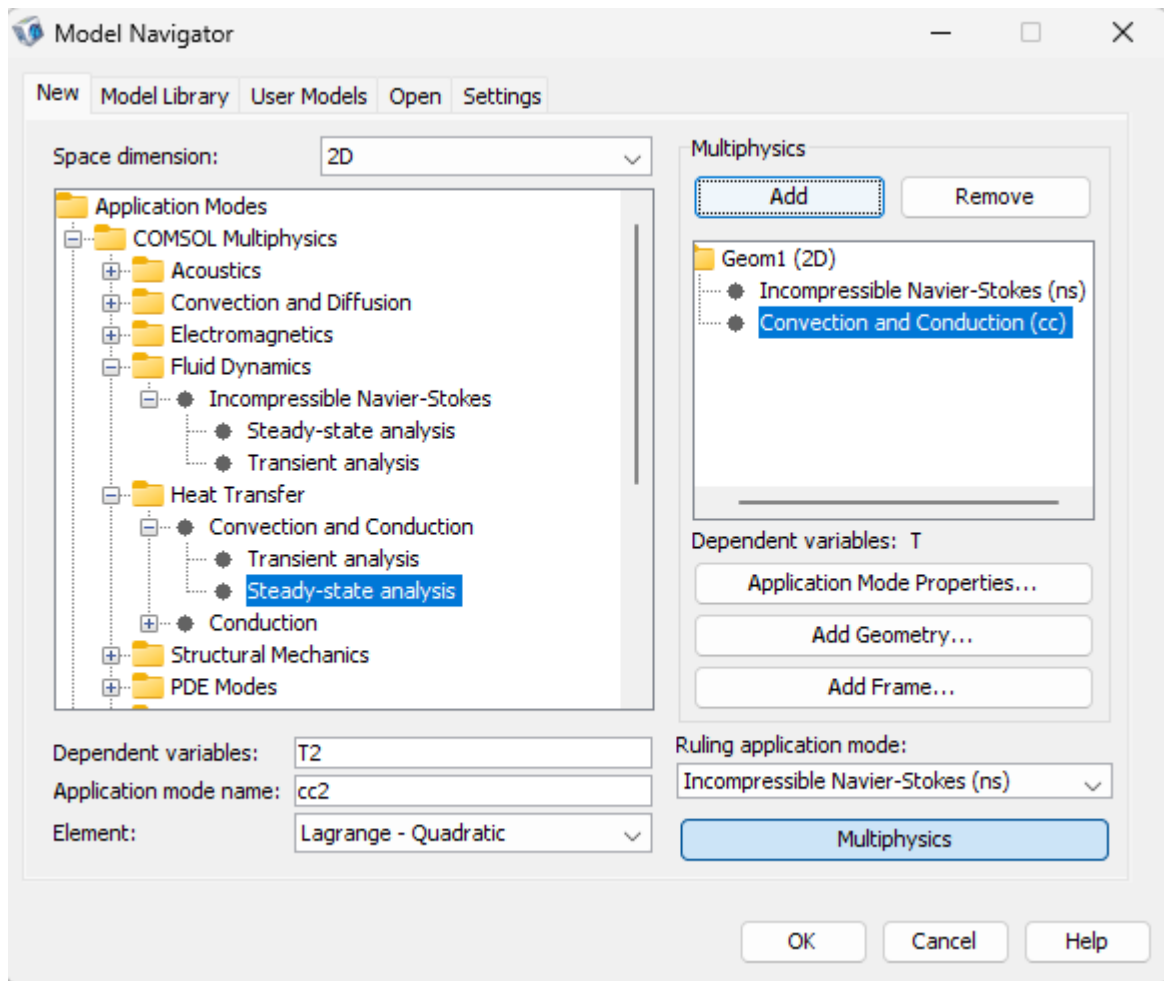 Model Navigator
New Model Library User Models Open Settings
Space dimension: 2D
Application Modes
COMSOL Multiphysics
Acoustics
Convection and Diffusion
Electromagnetics
Fluid Dynamics
Incompressible Navier-Stokes
Steady-state analysis
Transient analysis
Heat Transfer
Convection and Conduction
Transient analysis
Steady-state analysis
Conduction
Structural Mechanics
PDE Modes
Dependent variables: T2
Application mode name: cc2
Element: Lagrange - Quadratic
Multiphysics
Add Remove
Geom1 (2D)
Incompressible Navier-Stokes (ns)
Convection and Conduction (cc)
Dependent variables: T
Application Mode Properties...
Add Geometry...
Add Frame...
Ruling application mode:
Incompressible Navier-Stokes (ns)
Multiphysics
OK Cancel Help